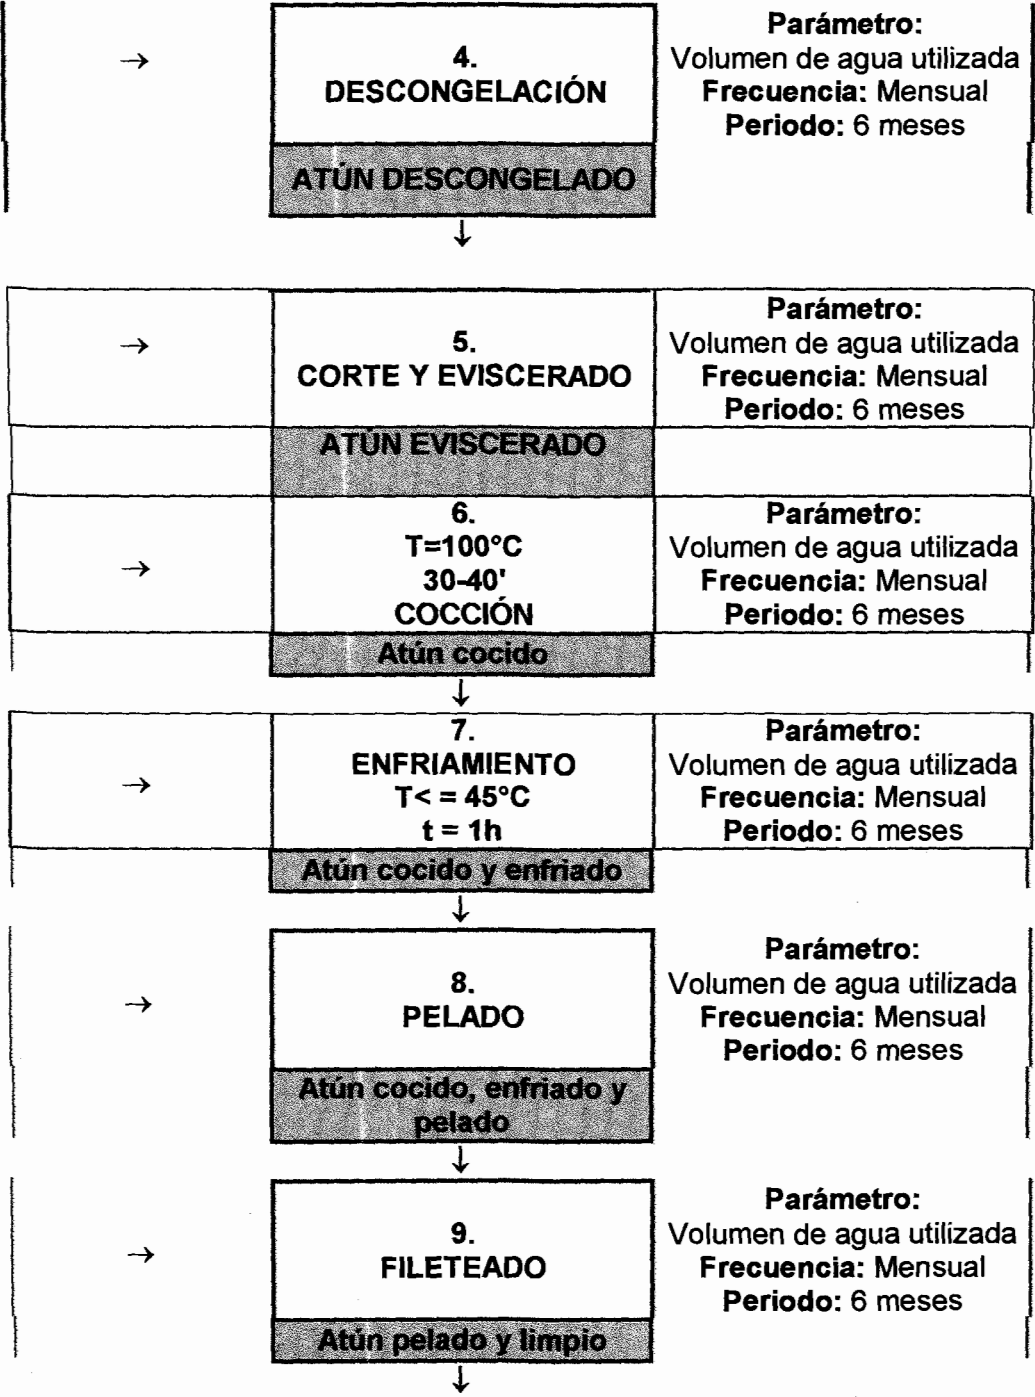 →
4.
DESCONGELACIÓN
Parámetro:
Volumen de agua utilizada
Frecuencia: Mensual
Periodo: 6 meses
ATÚN DESCONGELADO
↓
→
5.
CORTE Y EVISCERADO
Parámetro:
Volumen de agua utilizada
Frecuencia: Mensual
Periodo: 6 meses
ATÚN EVISCERADO
→
6.
T=100°C
30-40'
COCCIÓN
Parámetro:
Volumen de agua utilizada
Frecuencia: Mensual
Periodo: 6 meses
Atún cocido
↓
→
7.
ENFRIAMIENTO
T< = 45°C
t = 1h
Parámetro:
Volumen de agua utilizada
Frecuencia: Mensual
Periodo: 6 meses
Atún cocido y enfriado
↓
→
8.
PELADO
Parámetro:
Volumen de agua utilizada
Frecuencia: Mensual
Periodo: 6 meses
Atún cocido, enfriado y
pelado
↓
→
9.
FILETEADO
Parámetro:
Volumen de agua utilizada
Frecuencia: Mensual
Periodo: 6 meses
Atún pelado y limpio
↓